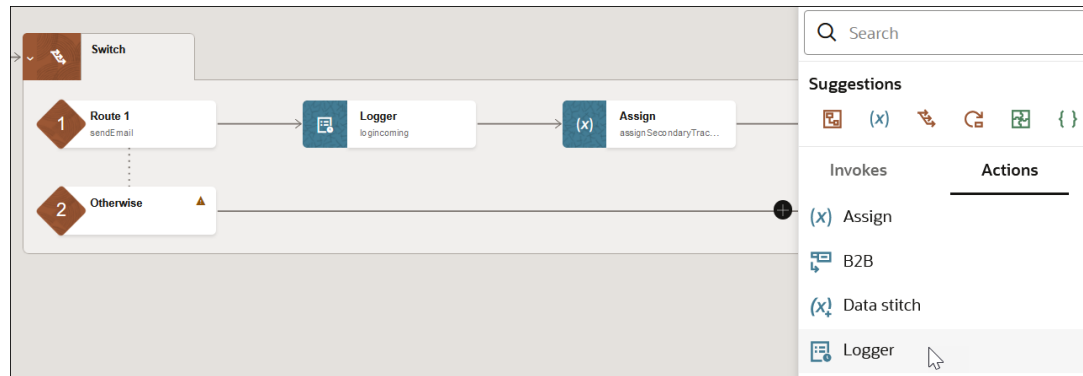 Switch
1
Route 1
sendEmail
Logger
logincoming
(x)
Assign
assignSecondaryTrac...
2
Otherwise
Search
Suggestions
(x)
{ }
Invokes
Actions
(x) Assign
B2B
(x) Data stitch
Logger